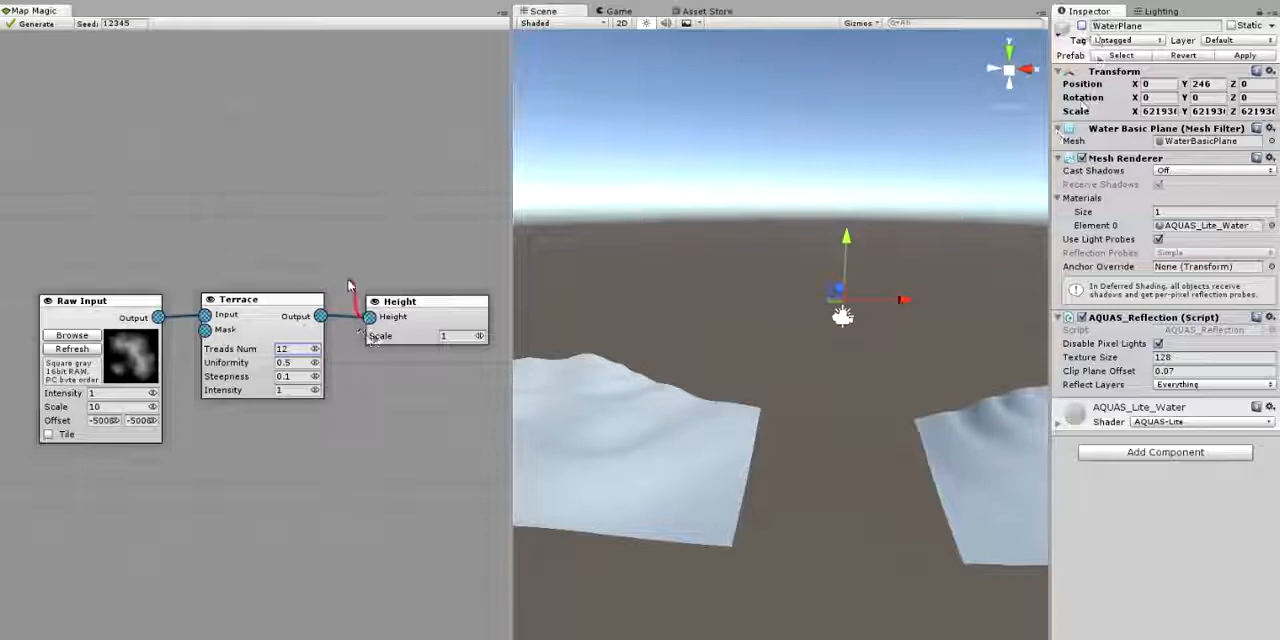 Map Magic
Generate
Seed: 12345
Raw Input
Output
Browse
Refresh
Square gray
16bit RAW,
PC byte order
Intensity 1
Scale 10
Offset
Tile
Terrace
Input
Output
Mask
Treads Num 12
Uniformity 0.5
Steepness 0.1
Intensity 1
Height
Height
Scale 1
Scene
Game
Asset Store
Shaded
2D
Gizmos
All
y
x
Inspector
Lighting
WaterPlane
Static
Tag Untagged
Layer Default
Prefab Select Revert Apply
Transform
Position X 0 Y 246 Z 0
Rotation X 0 Y 0 Z 0
Scale X 62193 Y 62193 Z 62193
Water Basic Plane (Mesh Filter)
Mesh WaterBasicPlane
Mesh Renderer
Cast Shadows Off
Receive Shadows
Materials
Size 1
Element 0 AQUAS_Lite_Water
Use Light Probes
Reflection Probes Simple
Anchor Override None (Transform)
In Deferred Shading, all objects receive
shadows and get per-pixel reflection probes.
AQUAS_Reflection (Script)
Script AQUAS_Reflection
Disable Pixel Lights
Texture Size 128
Clip Plane Offset 0.07
Reflect Layers Everything
AQUAS_Lite_Water
Shader AQUAS-Lite
Add Component